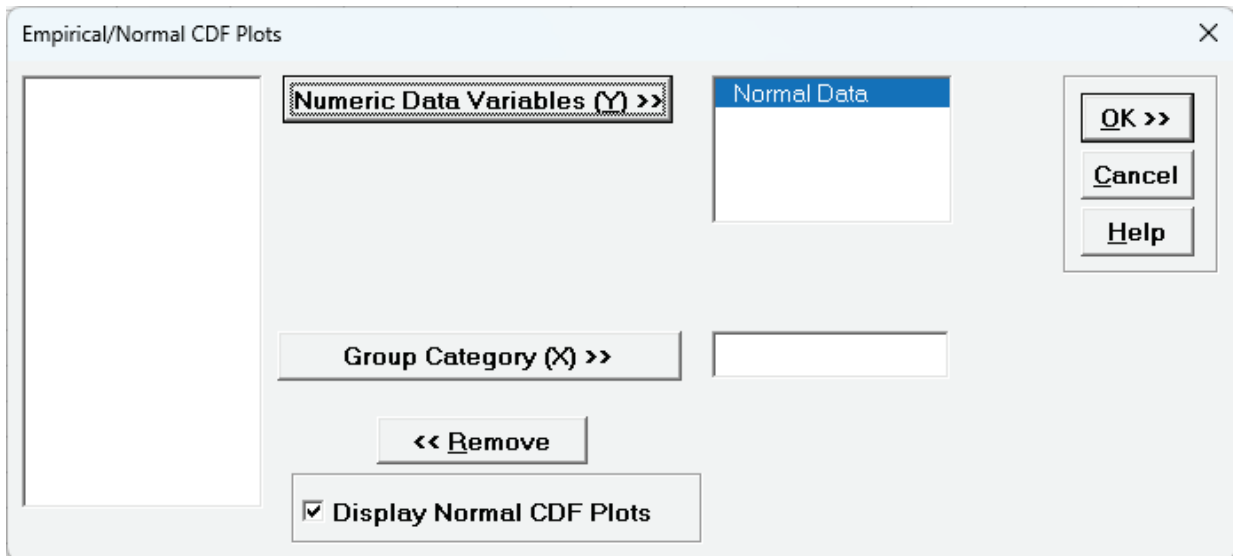 Empirical/Normal CDF Plots
Numeric Data Variables (Y) >>
Normal Data
OK >>
Cancel
Help
Group Category (X) >>
<< Remove
Display Normal CDF Plots